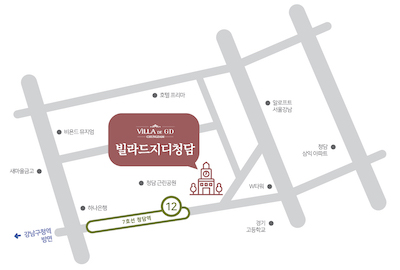 호텔 프리마
알로프트
서울강남
VILLA DE GD
CHEONGDAM
빌라드지디청담
비욘드 뮤지엄
청담
삼익 아파트
새마을금고
청담 근린공원
W타워
12
하나은행
7호선 청담역
경기
고등학교
강남구청역
방면